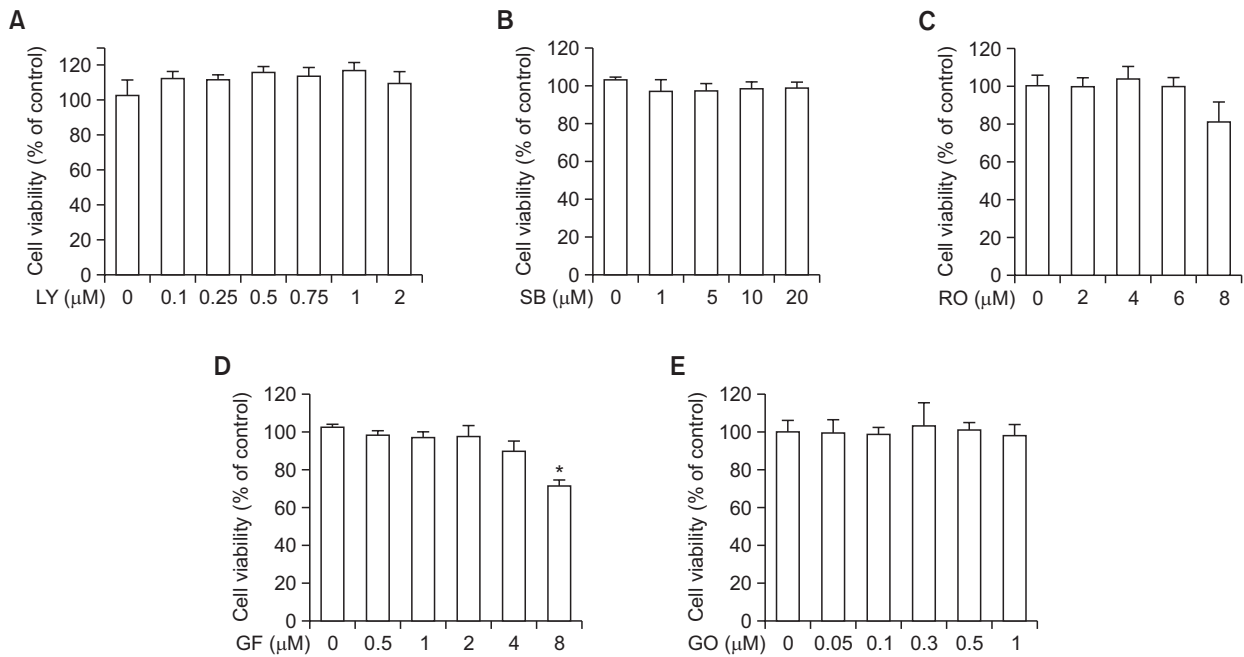 A
Cell viability (% of control)
120
100
80
60
40
20
0
LY (μM) 0 0.1 0.25 0.5 0.75 1 2
B
Cell viability (% of control)
120
100
80
60
40
20
0
SB (μM) 0 1 5 10 20
C
Cell viability (% of control)
120
100
80
60
40
20
0
RO (μM) 0 2 4 6 8
D
Cell viability (% of control)
120
100
80
60
40
20
0
*
GF (μM) 0 0.5 1 2 4 8
E
Cell viability (% of control)
120
100
80
60
40
20
0
GO (μM) 0 0.05 0.1 0.3 0.5 1